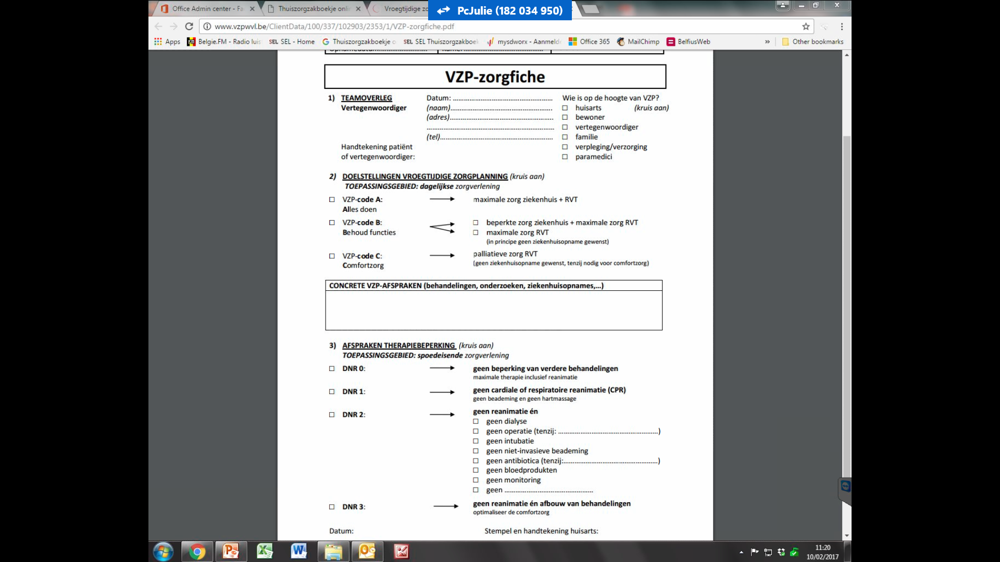 PcJulie (182 034 950)
Office Admin center - Fa
Thuiszorgzakboekje onli
Vroegtijdige zo
www.vzpwvl.be/ClientData/100/337/102903/2353/1/VZP-zorgfiche.pdf
Apps Belgie.FM - Radio luis SEL - Home Thuiszorgzakboekje o SEL Thuiszorgzakboek mysdworx - Aanmelde Office 365 MailChimp BelfiusWeb » Other bookmarks
VZP-zorgfiche
1) TEAMOVERLEG Datum: ........................ Wie is op de hoogte van VZP?
Vertegenwoordiger (naam)........................ ☐ huisarts (kruis aan)
(adres)........................ ☐ bewoner
........................ ☐ vertegenwoordiger
(tel)........................ ☐ familie
Handtekening patiënt ☐ verpleging/verzorging
of vertegenwoordiger: ☐ paramedici
2) DOELSTELLINGEN VROEGTIJDIGE ZORGPLANNING (kruis aan)
TOEPASSINGSGEBIED: dagelijkse zorgverlening
☐ VZP-code A: maximale zorg ziekenhuis + RVT
Alles doen
☐ VZP-code B: ☐ beperkte zorg ziekenhuis + maximale zorg RVT
Behoud functies ☐ maximale zorg RVT
(in principe geen ziekenhuisopname gewenst)
☐ VZP-code C: palliatieve zorg RVT
Comfortzorg (geen ziekenhuisopname gewenst, tenzij nodig voor comfortzorg)
CONCRETE VZP-AFSPRAKEN (behandelingen, onderzoeken, ziekenhuisopnames,...)
3) AFSPRAKEN THERAPIEBEPERKING (kruis aan)
TOEPASSINGSGEBIED: spoedeisende zorgverlening
☐ DNR 0: geen beperking van verdere behandelingen
maximale therapie inclusief reanimatie
☐ DNR 1: geen cardiale of respiratoire reanimatie (CPR)
geen beademing en geen hartmassage
☐ DNR 2: geen reanimatie én
☐ geen dialyse
☐ geen operatie (tenzij: ........................)
☐ geen intubatie
☐ geen niet-invasieve beademing
☐ geen antibiotica (tenzij:........................)
☐ geen bloedprodukten
☐ geen monitoring
☐ geen ........................
☐ DNR 3: geen reanimatie én afbouw van behandelingen
optimaliseer de comfortzorg
Datum: Stempel en handtekening huisarts:
11:20
10/02/2017